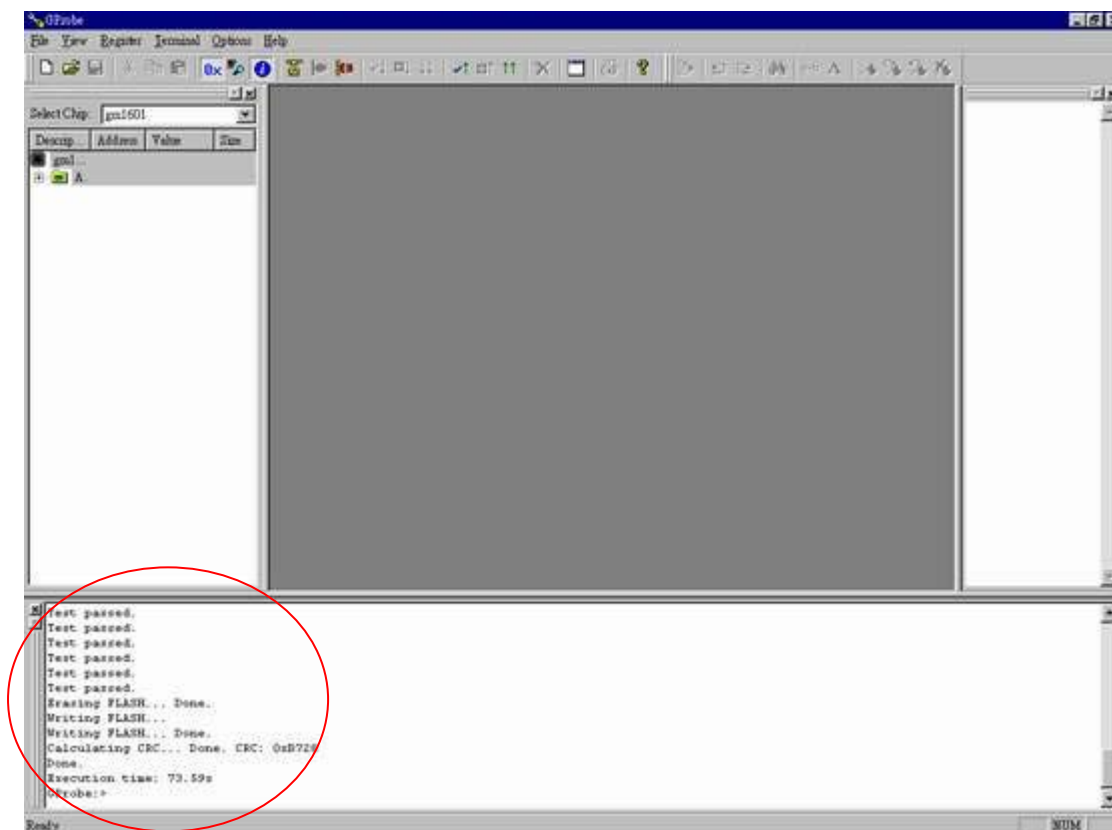 GProbe
File View Register Terminal Options Help
0x
Select Chip: gm1601
Descrip... Address Value Size
gm1...
A
Test passed.
Test passed.
Test passed.
Test passed.
Test passed.
Test passed.
Erasing FLASH... Done.
Writing FLASH...
Writing FLASH... Done.
Calculating CRC... Done. CRC:
Done.
Execution time: 73.59s
GProbe:>
Ready
NUM